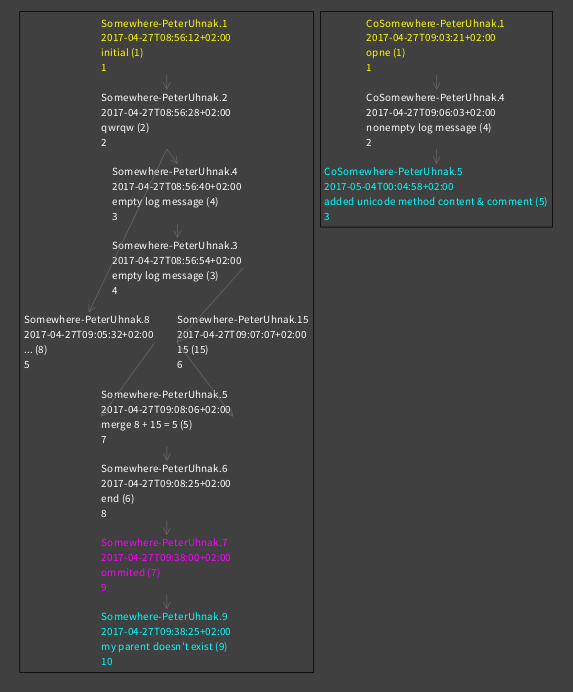 Somewhere-PeterUhnak.1
2017-04-27T08:56:12+02:00
initial (1)
1
Somewhere-PeterUhnak.2
2017-04-27T08:56:28+02:00
qwrqw (2)
2
Somewhere-PeterUhnak.4
2017-04-27T08:56:40+02:00
empty log message (4)
3
Somewhere-PeterUhnak.3
2017-04-27T08:56:54+02:00
empty log message (3)
4
Somewhere-PeterUhnak.8
2017-04-27T09:05:32+02:00
... (8)
5
Somewhere-PeterUhnak.15
2017-04-27T09:07:07+02:00
15 (15)
6
Somewhere-PeterUhnak.5
2017-04-27T09:08:06+02:00
merge 8 + 15 = 5 (5)
7
Somewhere-PeterUhnak.6
2017-04-27T09:08:25+02:00
end (6)
8
Somewhere-PeterUhnak.7
2017-04-27T09:38:00+02:00
ommited (7)
9
Somewhere-PeterUhnak.9
2017-04-27T09:38:25+02:00
my parent doesn't exist (9)
10
CoSomewhere-PeterUhnak.1
2017-04-27T09:03:21+02:00
opne (1)
1
CoSomewhere-PeterUhnak.4
2017-04-27T09:06:03+02:00
nonempty log message (4)
2
CoSomewhere-PeterUhnak.5
2017-05-04T00:04:58+02:00
added unicode method content & comment (5)
3